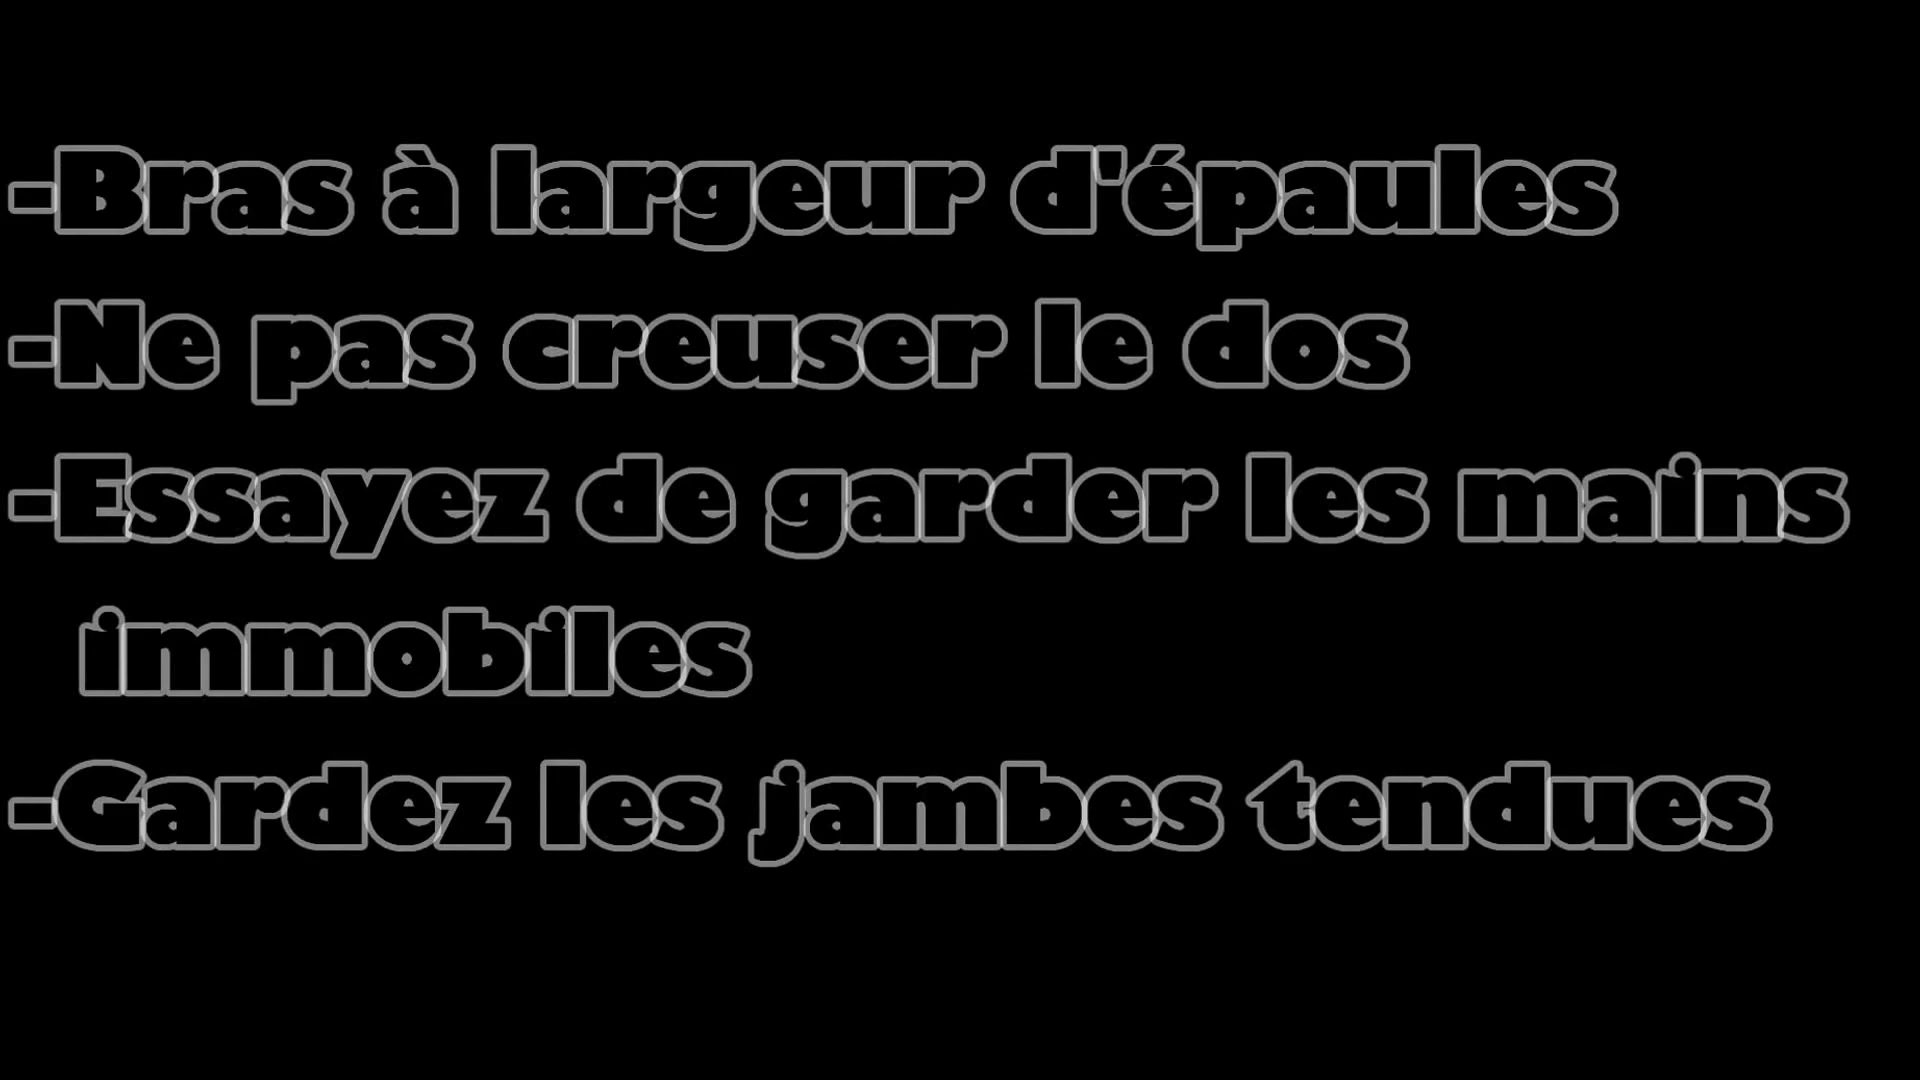 -Bras à largeur d'épaules
-Ne pas creuser le dos
-Essayez de garder les mains
immobiles
-Gardez les jambes tendues